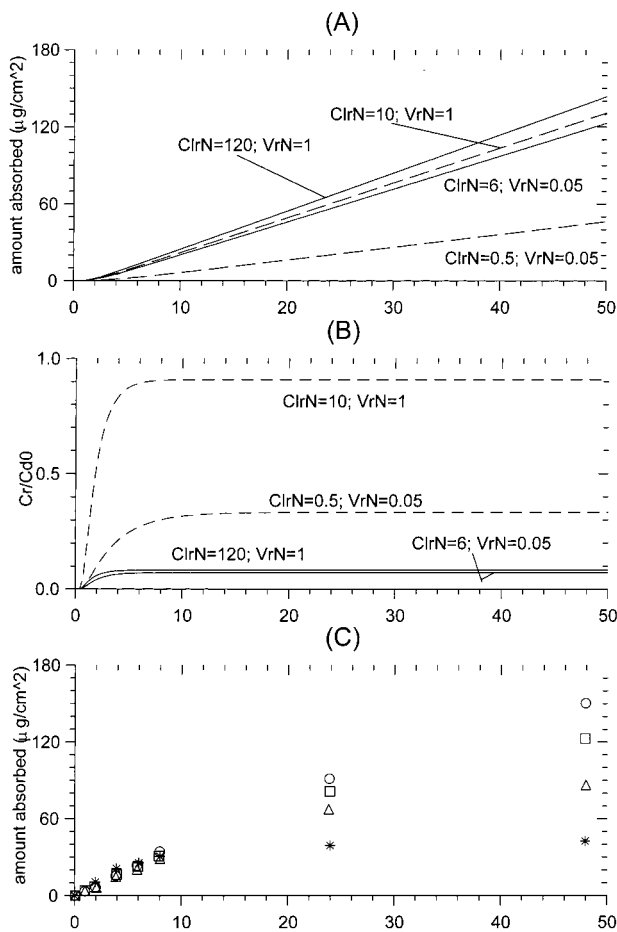 (A)
amount absorbed (μg/cm^2)
180
120
60
0
ClrN=10; VrN=1
ClrN=120; VrN=1
ClrN=6; VrN=0.05
ClrN=0.5; VrN=0.05
0 10 20 30 40 50
(B)
Cr/Cd0
1.0
0.5
0.0
ClrN=10; VrN=1
ClrN=0.5; VrN=0.05
ClrN=120; VrN=1
ClrN=6; VrN=0.05
0 10 20 30 40 50
(C)
amount absorbed (μg/cm^2)
180
120
60
0
0 10 20 30 40 50